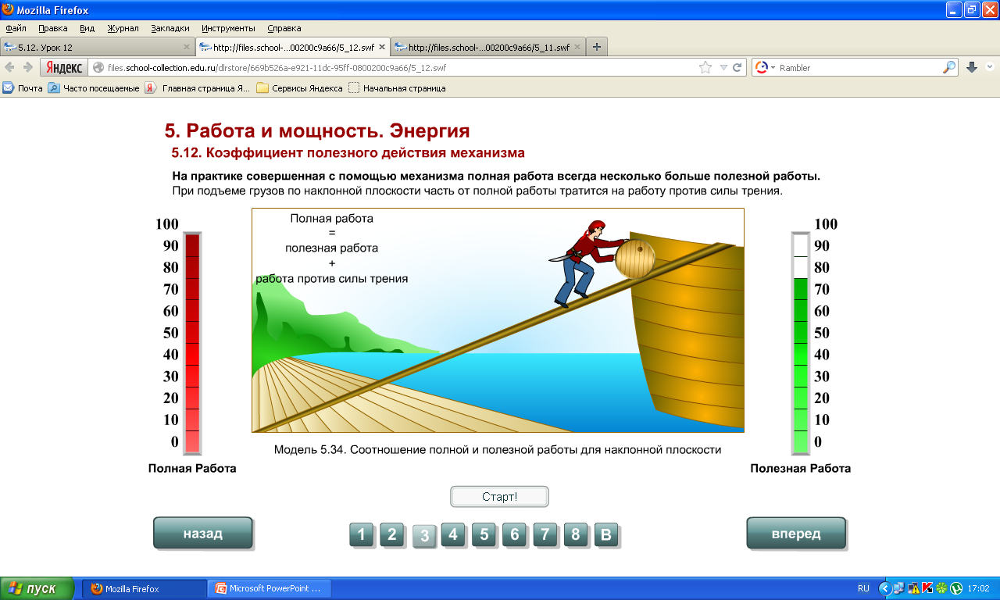 Mozilla Firefox
Файл Правка Вид Журнал Закладки Инструменты Справка
5.12. Урок 12
http://files.school-...00200c9a66/5_12.swf
http://files.school-...00200c9a66/5_11.swf
Яндекс
files.school-collection.edu.ru/dlrstore/669b526a-e921-11dc-95ff-0800200c9a66/5_12.swf
Rambler
Почта Часто посещаемые Главная страница Я... Сервисы Яндекса Начальная страница
5. Работа и мощность. Энергия
5.12. Коэффициент полезного действия механизма
На практике совершенная с помощью механизма полная работа всегда несколько больше полезной работы.
При подъеме грузов по наклонной плоскости часть от полной работы тратится на работу против силы трения.
100
90
80
70
60
50
40
30
20
10
0
Полная Работа
Полная работа
=
полезная работа
+
работа против силы трения
100
90
80
70
60
50
40
30
20
10
0
Полезная Работа
Модель 5.34. Соотношение полной и полезной работы для наклонной плоскости
Старт!
назад 1 2 3 4 5 6 7 8 В вперед
пуск Mozilla Firefox Microsoft PowerPoint ... RU 17:02